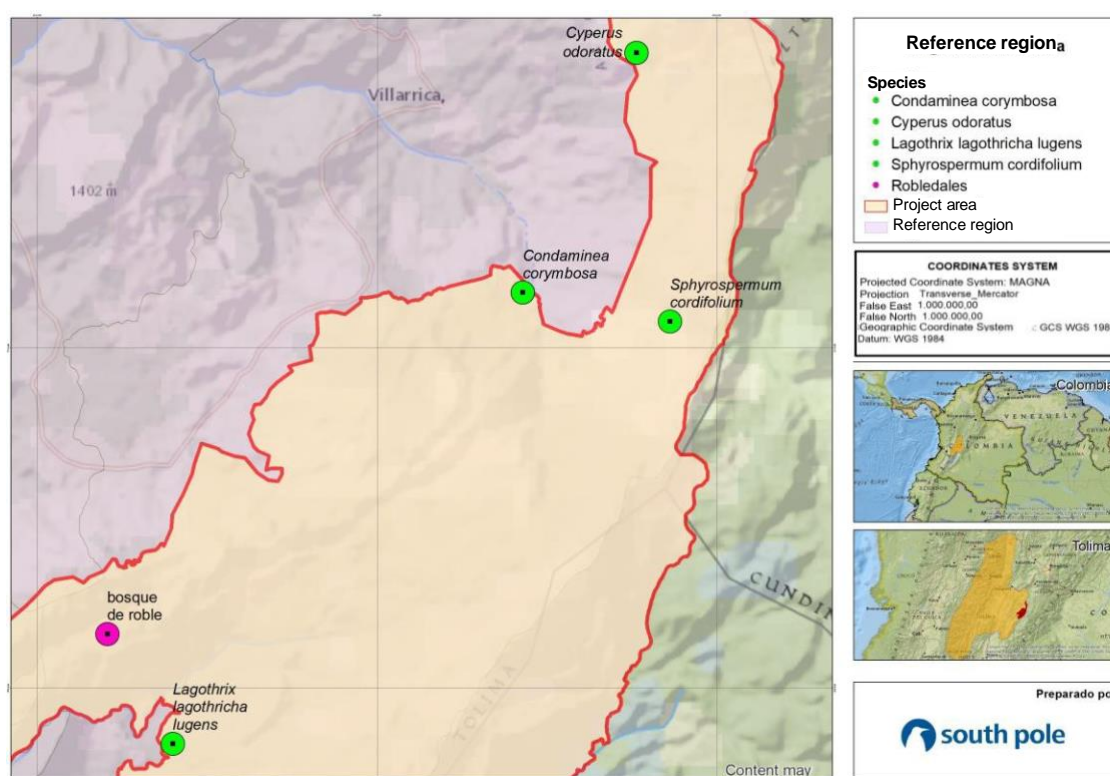 Cyperus
odoratus
Villarrica,
1402 m
Condaminea
corymbosa
Sphyrospermum
cordifolium
bosque
de roble
Lagothrix
lagothricha
lugens
TOLIMA
CUNDIN
Content may
Reference region a
Species
Condaminea corymbosa
Cyperus odoratus
Lagothrix lagothricha lugens
Sphyrospermum cordifolium
Robledales
Project area
Reference region
COORDINATES SYSTEM
Projected Coordinate System: MAGNA
Projection Transverse_Mercator
False East 1.000.000,00
False North 1.000.000,00
Geographic Coordinate System : GCS WGS 198
Datum: WGS 1984
Colombia
VENEZUELA
LOMBIA
Tolima
Preparado po
south pole